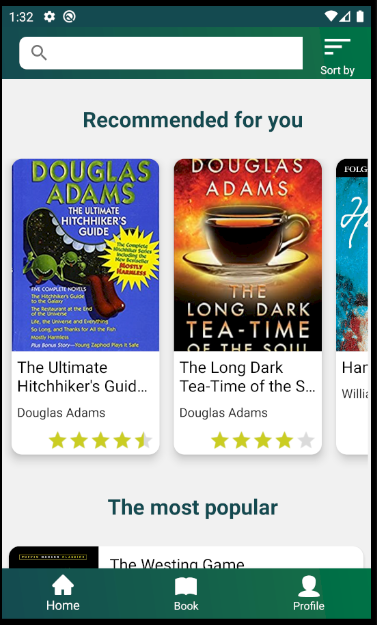 1:32
Sort by
Recommended for you
DOUGLAS
ADAMS
THE ULTIMATE
HITCHHIKER'S
GUIDE
The Complete
Hitchhiker Series
Including the
New Bestseller
MOSTLY
HARMLESS
FIVE COMPLETE NOVELS
The Hitchhiker's Guide
to the Galaxy
The Restaurant at the End
of the Universe
Life, the Universe and Everything
So Long, and Thanks for All the Fish
Mostly Harmless
Plus Bonus Story—Young Zaphod Plays It Safe
The Ultimate
Hitchhiker's Guid...
Douglas Adams
DOUGLAS
ADAMS
THE
LONG DARK
TEA-TIME
OF THE SOUL
The Long Dark
Tea-Time of the S...
Douglas Adams
FOLG
Ha
Har
Willia
The most popular
The Westing Game
Home
Book
Profile